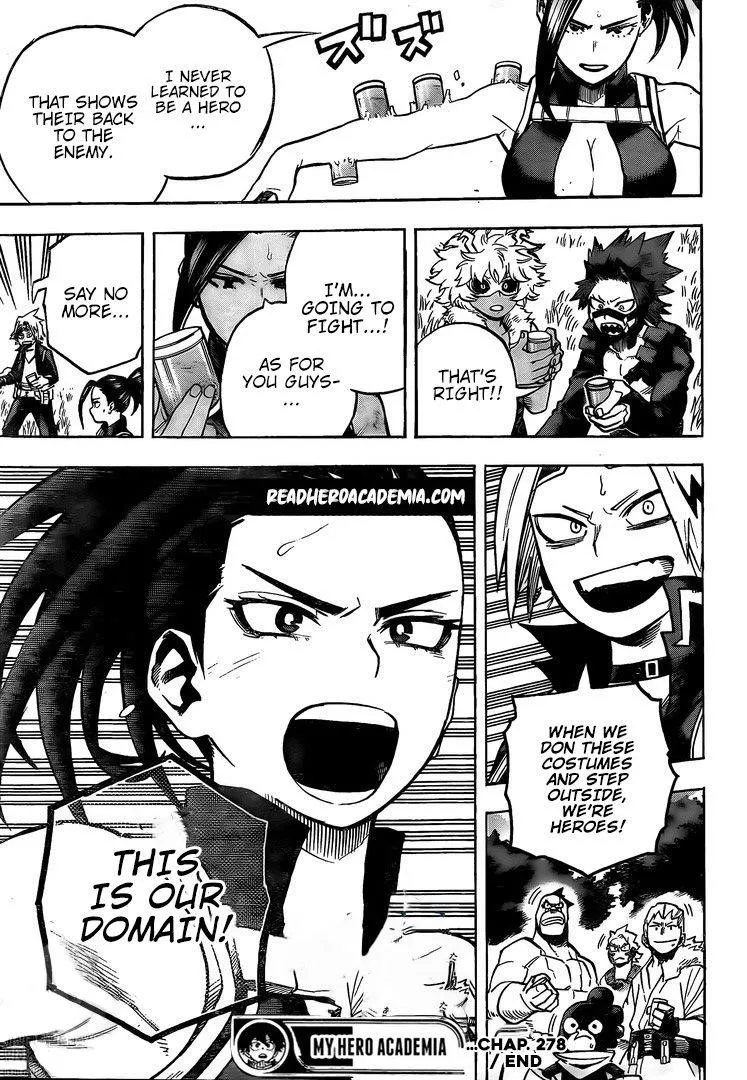 ズズ
I NEVER
LEARNED TO
BE A HERO
...
THAT SHOWS
THEIR BACK
TO THE
ENEMY.
THAT'S
RIGHT!!
I'M...
GOING TO
FIGHT...!
AS FOR
YOU GUYS-
...
SAY NO
MORE...
WHEN WE
DON THESE
COSTUMES
AND STEP
OUTSIDE,
WE'RE
HEROES!
READHEROACADEMIA.COM
THIS
IS OUR
DOMAIN!
MY HERO ACADEMIA
...CHAP. 278
/ END